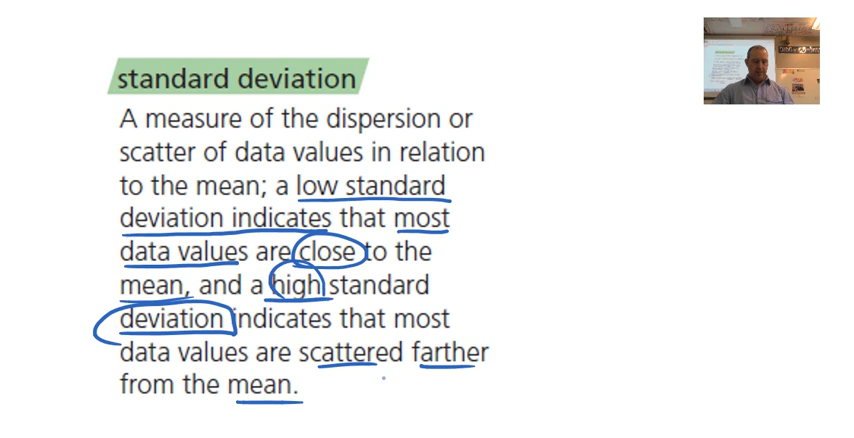 standard deviation
A measure of the dispersion or
scatter of data values in relation
to the mean; a low standard
deviation indicates that most
data values are close to the
mean, and a high standard
deviation indicates that most
data values are scattered farther
from the mean.